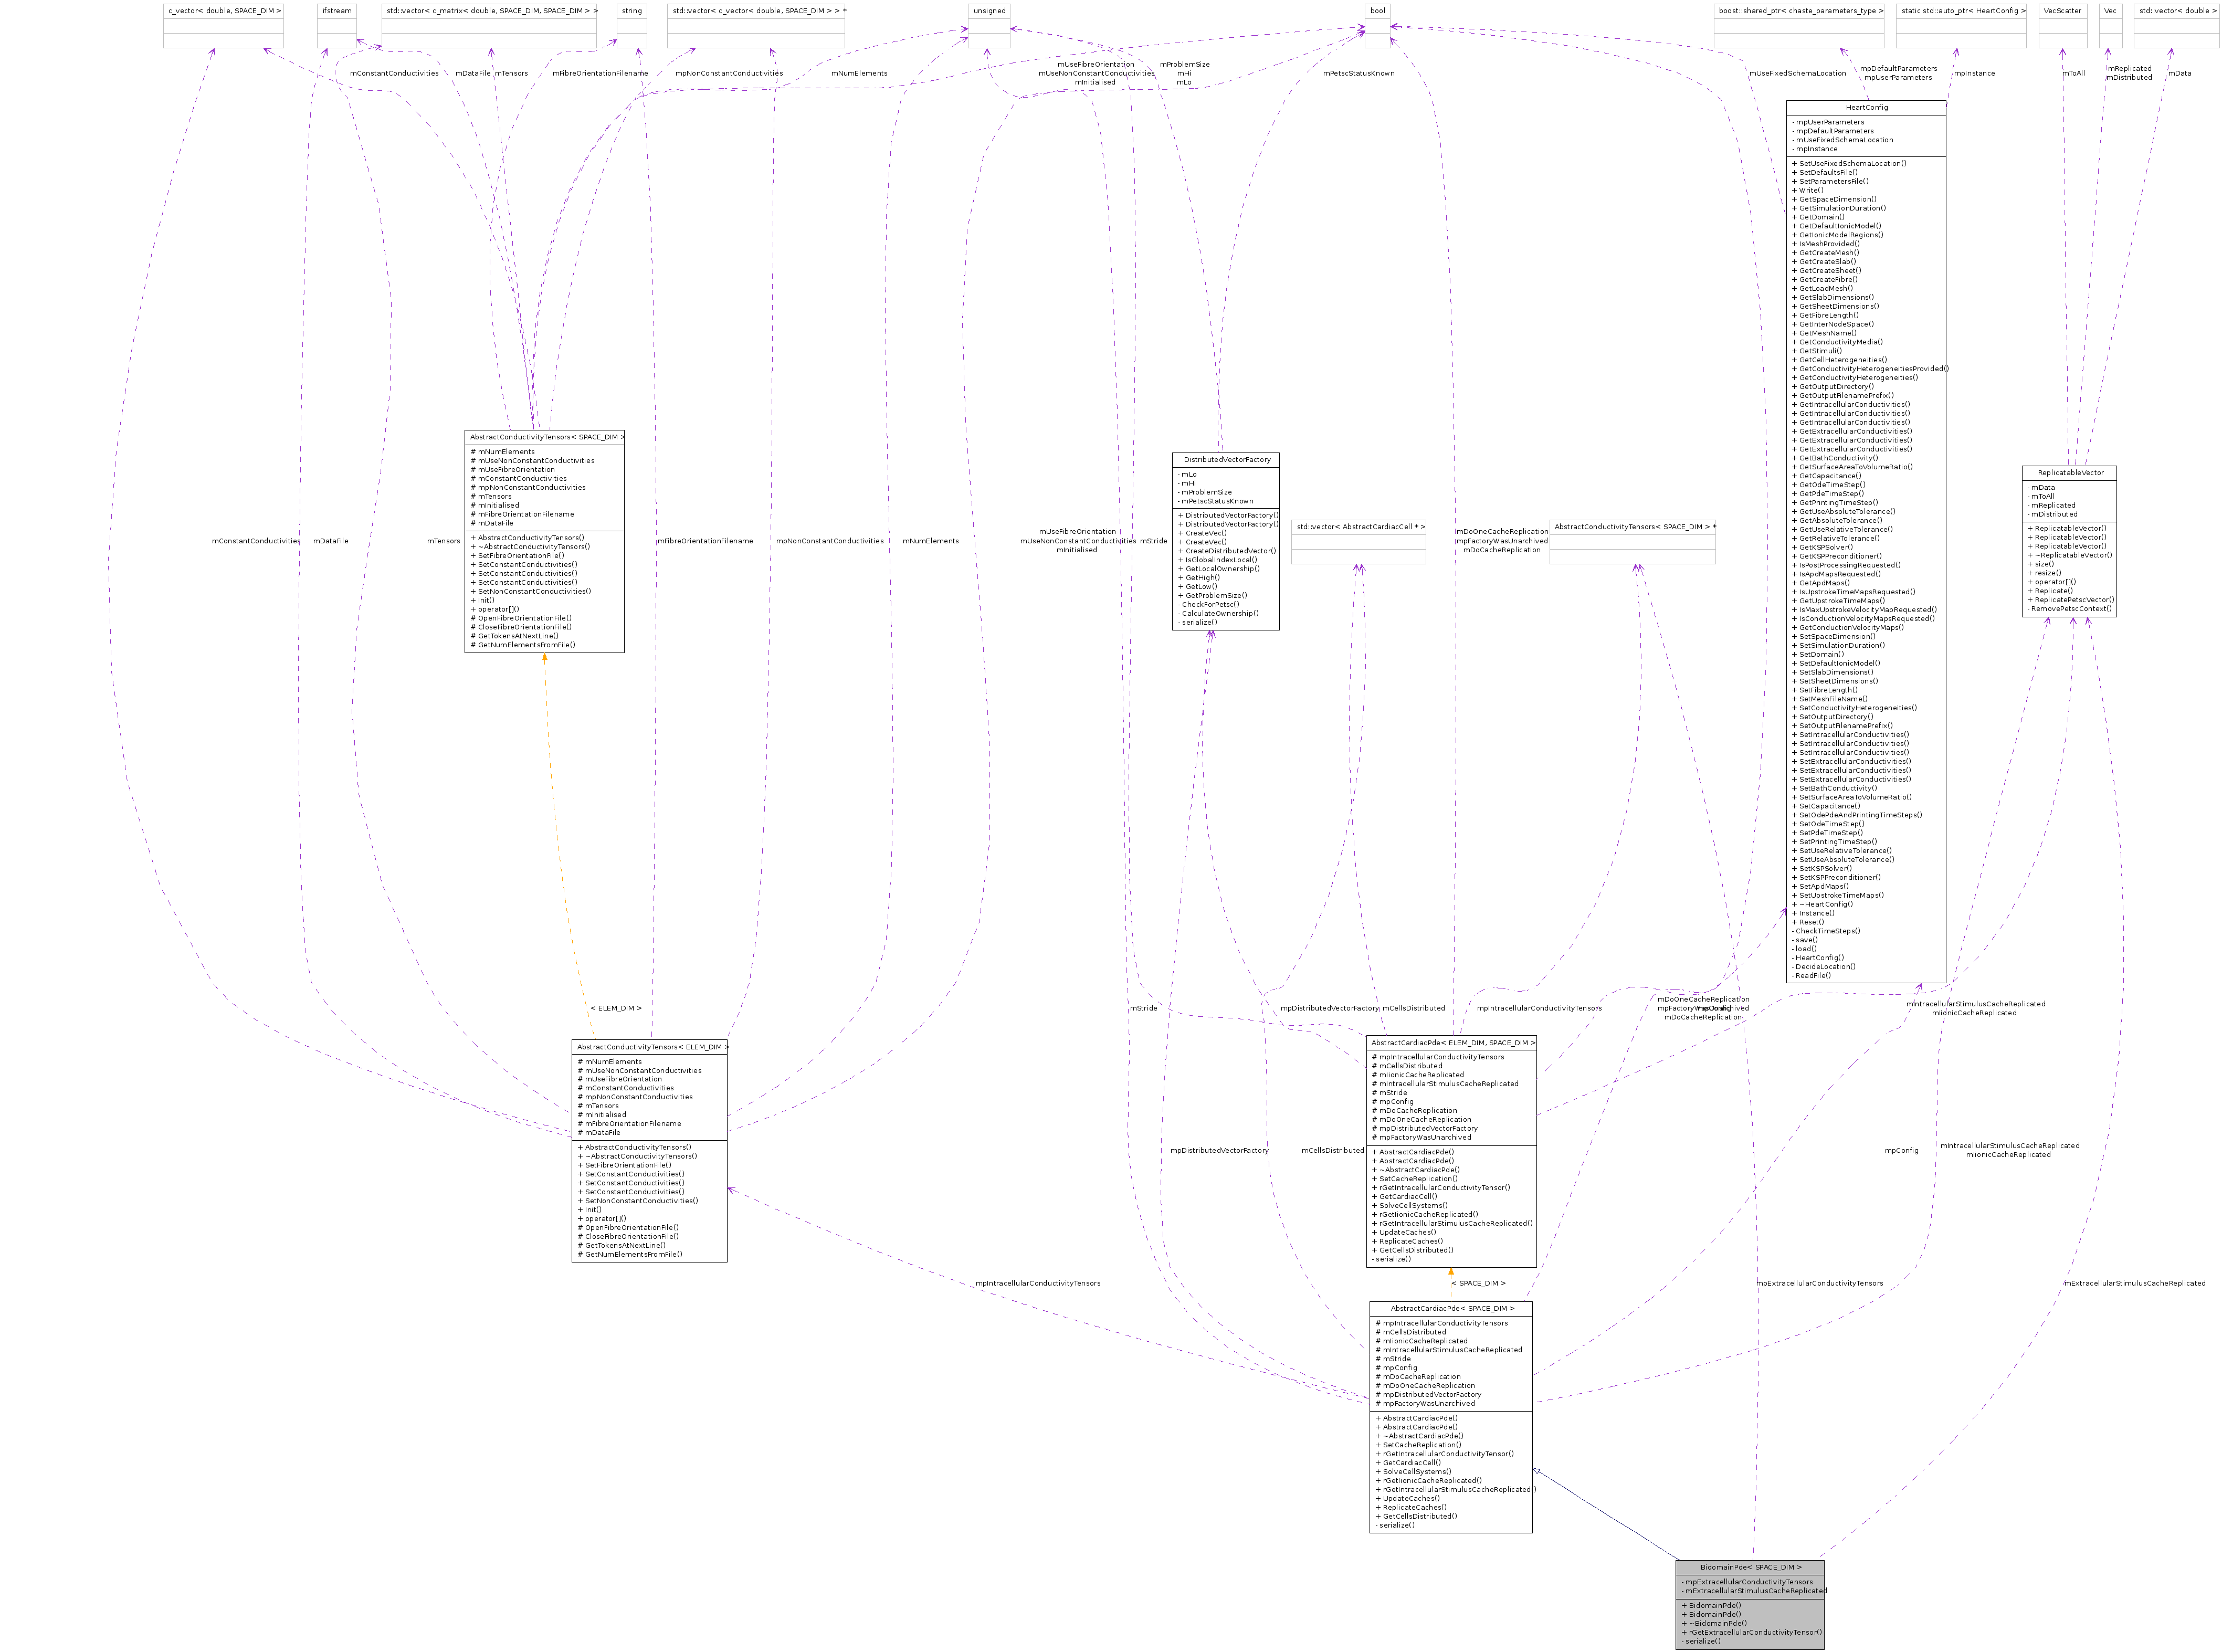 c_vector< double, SPACE_DIM >
ifstream
std::vector< c_matrix< double, SPACE_DIM, SPACE_DIM > >
string
std::vector< c_vector< double, SPACE_DIM > > *
unsigned
bool
boost::shared_ptr< chaste_parameters_type >
static std::auto_ptr< HeartConfig >
VecScatter
Vec
std::vector< double >
mConstantConductivities
mDataFile
mTensors
mFibreOrientationFilename
mpNonConstantConductivities
mNumElements
mUseFibreOrientation
mUseNonConstantConductivities
mInitialised
mProblemSize
mHi
mLo
mPetscStatusKnown
mUseFixedSchemaLocation
mpDefaultParameters
mpUserParameters
mpInstance
mToAll
mReplicated
mDistributed
mData
HeartConfig
- mpUserParameters
- mpDefaultParameters
- mUseFixedSchemaLocation
- mpInstance
+ SetUseFixedSchemaLocation()
+ SetDefaultsFile()
+ SetParametersFile()
+ Write()
+ GetSpaceDimension()
+ GetSimulationDuration()
+ GetDomain()
+ GetDefaultIonicModel()
+ GetIonicModelRegions()
+ IsMeshProvided()
+ GetCreateMesh()
+ GetCreateSlab()
+ GetCreateSheet()
+ GetCreateFibre()
+ GetLoadMesh()
+ GetSlabDimensions()
+ GetSheetDimensions()
+ GetFibreLength()
+ GetInterNodeSpace()
+ GetMeshName()
+ GetConductivityMedia()
+ GetStimuli()
+ GetCellHeterogeneities()
+ GetConductivityHeterogeneitiesProvided()
+ GetConductivityHeterogeneities()
+ GetOutputDirectory()
+ GetOutputFilenamePrefix()
+ GetIntracellularConductivities()
+ GetIntracellularConductivities()
+ GetIntracellularConductivities()
+ GetExtracellularConductivities()
+ GetExtracellularConductivities()
+ GetExtracellularConductivities()
+ GetBathConductivity()
+ GetSurfaceAreaToVolumeRatio()
+ GetCapacitance()
+ GetOdeTimeStep()
+ GetPdeTimeStep()
+ GetPrintingTimeStep()
+ GetUseAbsoluteTolerance()
+ GetAbsoluteTolerance()
+ GetUseRelativeTolerance()
+ GetRelativeTolerance()
+ GetKSPSolver()
+ GetKSPPreconditioner()
+ IsPostProcessingRequested()
+ IsApdMapsRequested()
+ GetApdMaps()
+ IsUpstrokeTimeMapsRequested()
+ GetUpstrokeTimeMaps()
+ IsMaxUpstrokeVelocityMapRequested()
+ IsConductionVelocityMapsRequested()
+ GetConductionVelocityMaps()
+ SetSpaceDimension()
+ SetSimulationDuration()
+ SetDomain()
+ SetDefaultIonicModel()
+ SetSlabDimensions()
+ SetSheetDimensions()
+ SetFibreLength()
+ SetMeshFileName()
+ SetConductivityHeterogeneities()
+ SetOutputDirectory()
+ SetOutputFilenamePrefix()
+ SetIntracellularConductivities()
+ SetIntracellularConductivities()
+ SetIntracellularConductivities()
+ SetExtracellularConductivities()
+ SetExtracellularConductivities()
+ SetExtracellularConductivities()
+ SetBathConductivity()
+ SetSurfaceAreaToVolumeRatio()
+ SetCapacitance()
+ SetOdePdeAndPrintingTimeSteps()
+ SetOdeTimeStep()
+ SetPdeTimeStep()
+ SetPrintingTimeStep()
+ SetUseRelativeTolerance()
+ SetUseAbsoluteTolerance()
+ SetKSPSolver()
+ SetKSPPreconditioner()
+ SetApdMaps()
+ SetUpstrokeTimeMaps()
+ ~HeartConfig()
+ Instance()
+ Reset()
- CheckTimeSteps()
- save()
- load()
- HeartConfig()
- DecideLocation()
- ReadFile()
AbstractConductivityTensors< SPACE_DIM >
# mNumElements
# mUseNonConstantConductivities
# mUseFibreOrientation
# mConstantConductivities
# mpNonConstantConductivities
# mTensors
# mInitialised
# mFibreOrientationFilename
# mDataFile
+ AbstractConductivityTensors()
+ ~AbstractConductivityTensors()
+ SetFibreOrientationFile()
+ SetConstantConductivities()
+ SetConstantConductivities()
+ SetConstantConductivities()
+ SetNonConstantConductivities()
+ Init()
+ operator[]()
# OpenFibreOrientationFile()
# CloseFibreOrientationFile()
# GetTokensAtNextLine()
# GetNumElementsFromFile()
DistributedVectorFactory
- mLo
- mHi
- mProblemSize
- mPetscStatusKnown
+ DistributedVectorFactory()
+ DistributedVectorFactory()
+ CreateVec()
+ CreateVec()
+ CreateDistributedVector()
+ IsGlobalIndexLocal()
+ GetLocalOwnership()
+ GetHigh()
+ GetLow()
+ GetProblemSize()
- CheckForPetsc()
- CalculateOwnership()
- serialize()
ReplicatableVector
- mData
- mToAll
- mReplicated
- mDistributed
+ ReplicatableVector()
+ ReplicatableVector()
+ ReplicatableVector()
+ ~ReplicatableVector()
+ size()
+ resize()
+ operator[]()
+ Replicate()
+ ReplicatePetscVector()
- RemovePetscContext()
std::vector< AbstractCardiacCell * >
AbstractConductivityTensors< SPACE_DIM > *
mConstantConductivities
mDataFile
mTensors
mFibreOrientationFilename
mpNonConstantConductivities
mNumElements
mUseFibreOrientation
mUseNonConstantConductivities
mInitialised
mStride
mDoOneCacheReplication
mpFactoryWasUnarchived
mDoCacheReplication
< ELEM_DIM >
mStride
mpDistributedVectorFactory
mCellsDistributed
mpIntracellularConductivityTensors
mDoOneCacheReplication
mpFactoryWasUnarchived
mDoCacheReplication
mpConfig
mIntracellularStimulusCacheReplicated
mIionicCacheReplicated
AbstractConductivityTensors< ELEM_DIM >
# mNumElements
# mUseNonConstantConductivities
# mUseFibreOrientation
# mConstantConductivities
# mpNonConstantConductivities
# mTensors
# mInitialised
# mFibreOrientationFilename
# mDataFile
+ AbstractConductivityTensors()
+ ~AbstractConductivityTensors()
+ SetFibreOrientationFile()
+ SetConstantConductivities()
+ SetConstantConductivities()
+ SetConstantConductivities()
+ SetNonConstantConductivities()
+ Init()
+ operator[]()
# OpenFibreOrientationFile()
# CloseFibreOrientationFile()
# GetTokensAtNextLine()
# GetNumElementsFromFile()
AbstractCardiacPde< ELEM_DIM, SPACE_DIM >
# mpIntracellularConductivityTensors
# mCellsDistributed
# mIionicCacheReplicated
# mIntracellularStimulusCacheReplicated
# mStride
# mpConfig
# mDoCacheReplication
# mDoOneCacheReplication
# mpDistributedVectorFactory
# mpFactoryWasUnarchived
+ AbstractCardiacPde()
+ AbstractCardiacPde()
+ ~AbstractCardiacPde()
+ SetCacheReplication()
+ rGetIntracellularConductivityTensor()
+ GetCardiacCell()
+ SolveCellSystems()
+ rGetIionicCacheReplicated()
+ rGetIntracellularStimulusCacheReplicated()
+ UpdateCaches()
+ ReplicateCaches()
+ GetCellsDistributed()
- serialize()
mpDistributedVectorFactory
mCellsDistributed
mpConfig
mIntracellularStimulusCacheReplicated
mIionicCacheReplicated
mpIntracellularConductivityTensors
< SPACE_DIM >
mpExtracellularConductivityTensors
mExtracellularStimulusCacheReplicated
AbstractCardiacPde< SPACE_DIM >
# mpIntracellularConductivityTensors
# mCellsDistributed
# mIionicCacheReplicated
# mIntracellularStimulusCacheReplicated
# mStride
# mpConfig
# mDoCacheReplication
# mDoOneCacheReplication
# mpDistributedVectorFactory
# mpFactoryWasUnarchived
+ AbstractCardiacPde()
+ AbstractCardiacPde()
+ ~AbstractCardiacPde()
+ SetCacheReplication()
+ rGetIntracellularConductivityTensor()
+ GetCardiacCell()
+ SolveCellSystems()
+ rGetIionicCacheReplicated()
+ rGetIntracellularStimulusCacheReplicated()
+ UpdateCaches()
+ ReplicateCaches()
+ GetCellsDistributed()
- serialize()
BidomainPde< SPACE_DIM >
- mpExtracellularConductivityTensors
- mExtracellularStimulusCacheReplicated
+ BidomainPde()
+ BidomainPde()
+ ~BidomainPde()
+ rGetExtracellularConductivityTensor()
- serialize()